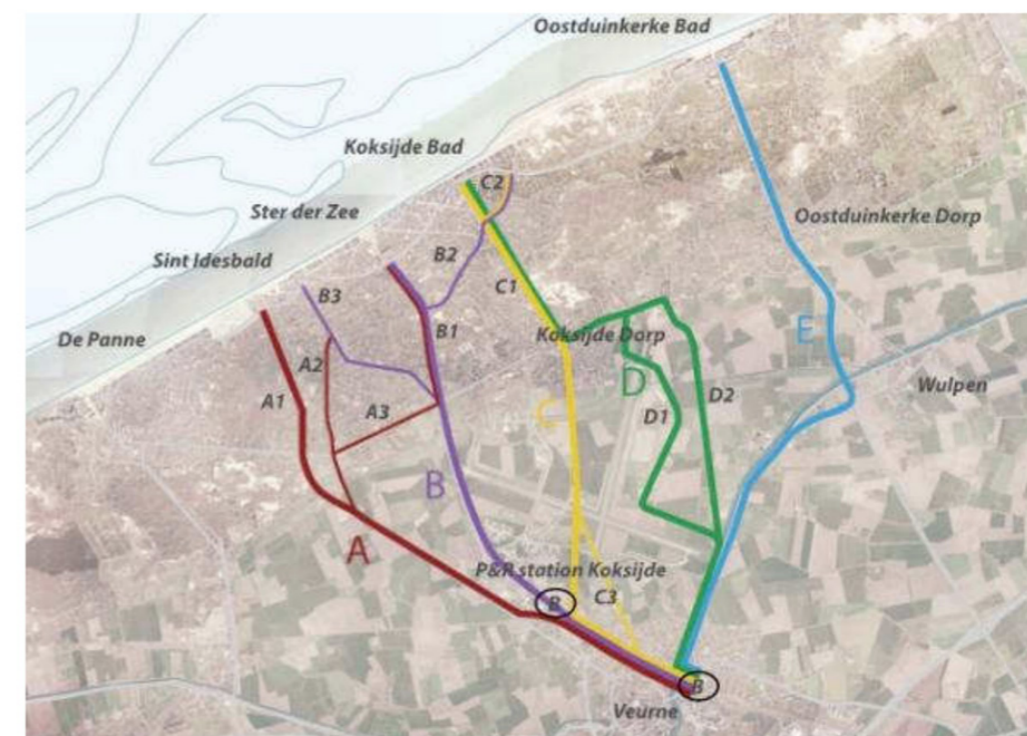 Oostduinkerke Bad
Koksijde Bad
C2
Ster der Zee
Oostduinkerke Dorp
B2
Sint Idesbald
B3
C1
De Panne
B1
Koksijde Dorp
E
A2
D
Wulpen
A1
A3
C
D1
D2
B
A
P&R station Koksijde
B
C3
B
Veurne